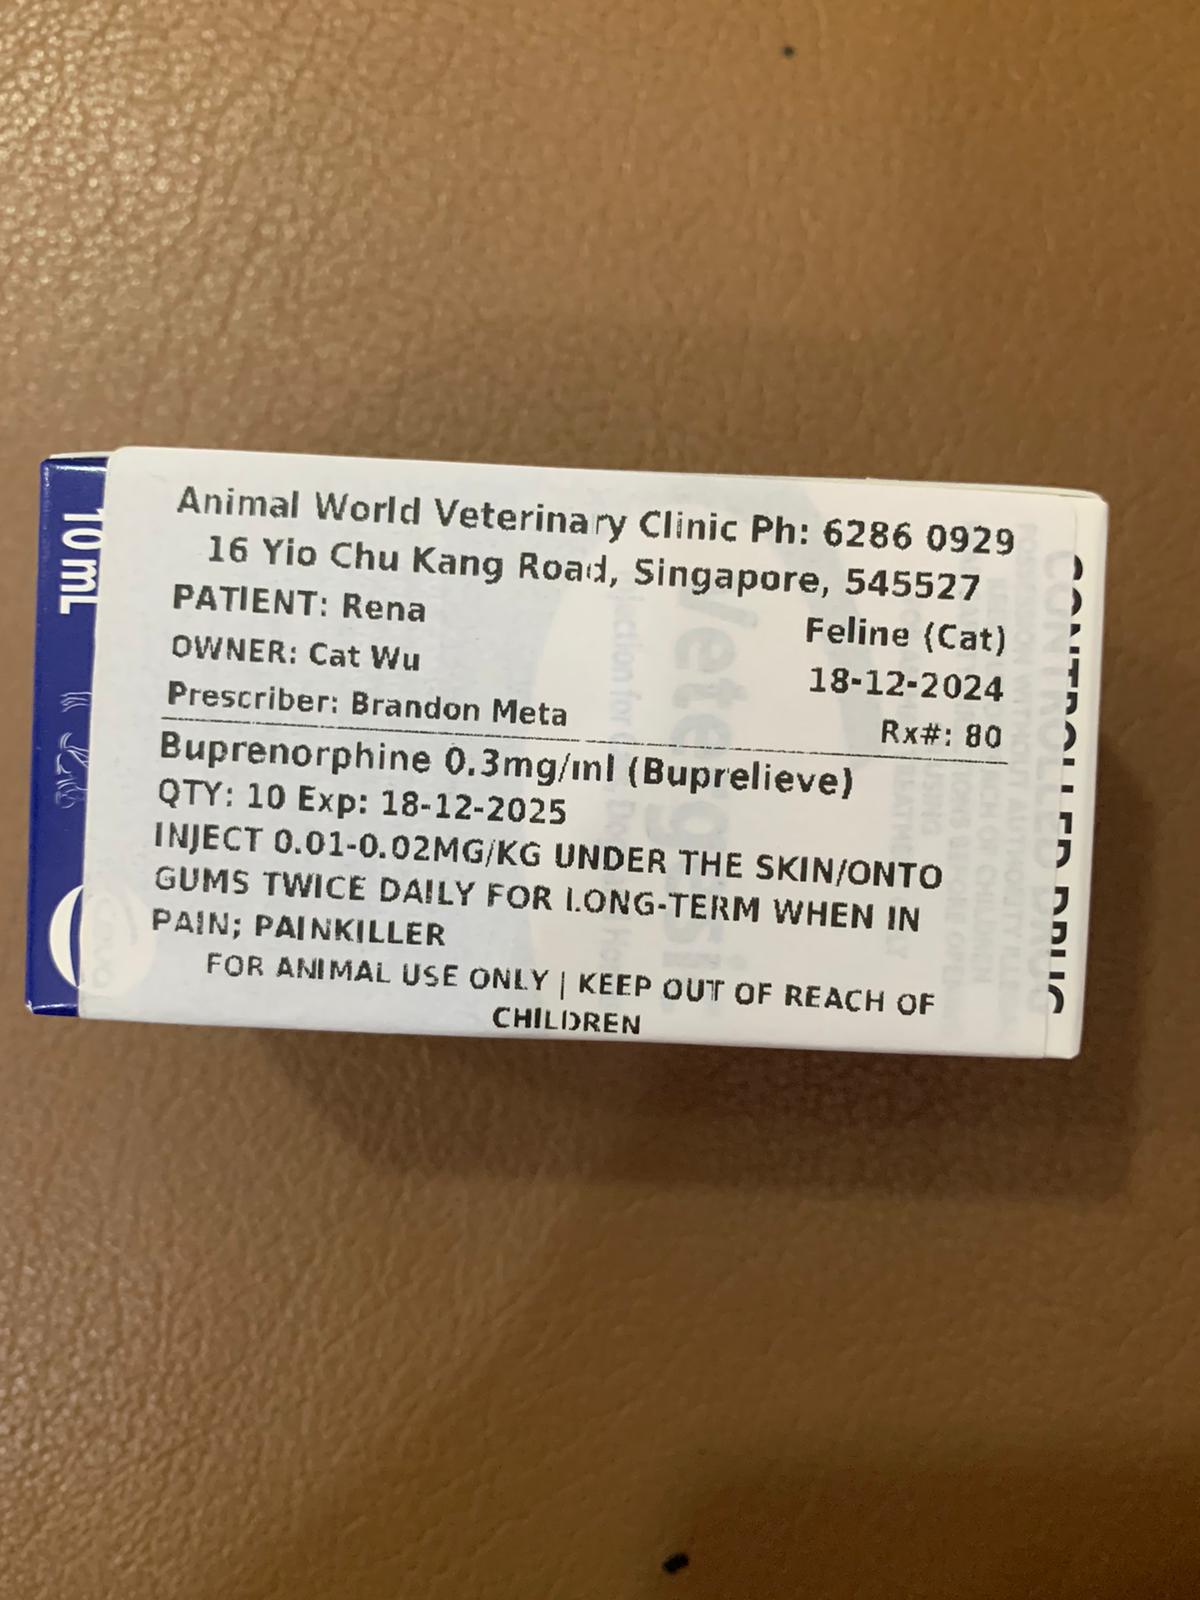 Animal World Veterinary Clinic Ph: 6286 0929
16 Yio Chu Kang Road, Singapore, 545527
PATIENT: Rena
Feline (Cat)
OWNER: Cat Wu
18-12-2024
Prescriber: Brandon Meta
Rx#: 80
Buprenorphine 0.3mg/ml (Buprelieve)
QTY: 10 Exp: 18-12-2025
INJECT 0.01-0.02MG/KG UNDER THE SKIN/ONTO
GUMS TWICE DAILY FOR LONG-TERM WHEN IN
PAIN; PAINKILLER
FOR ANIMAL USE ONLY | KEEP OUT OF REACH OF
CHILDREN
10 mL
CONTROLLED DRUG